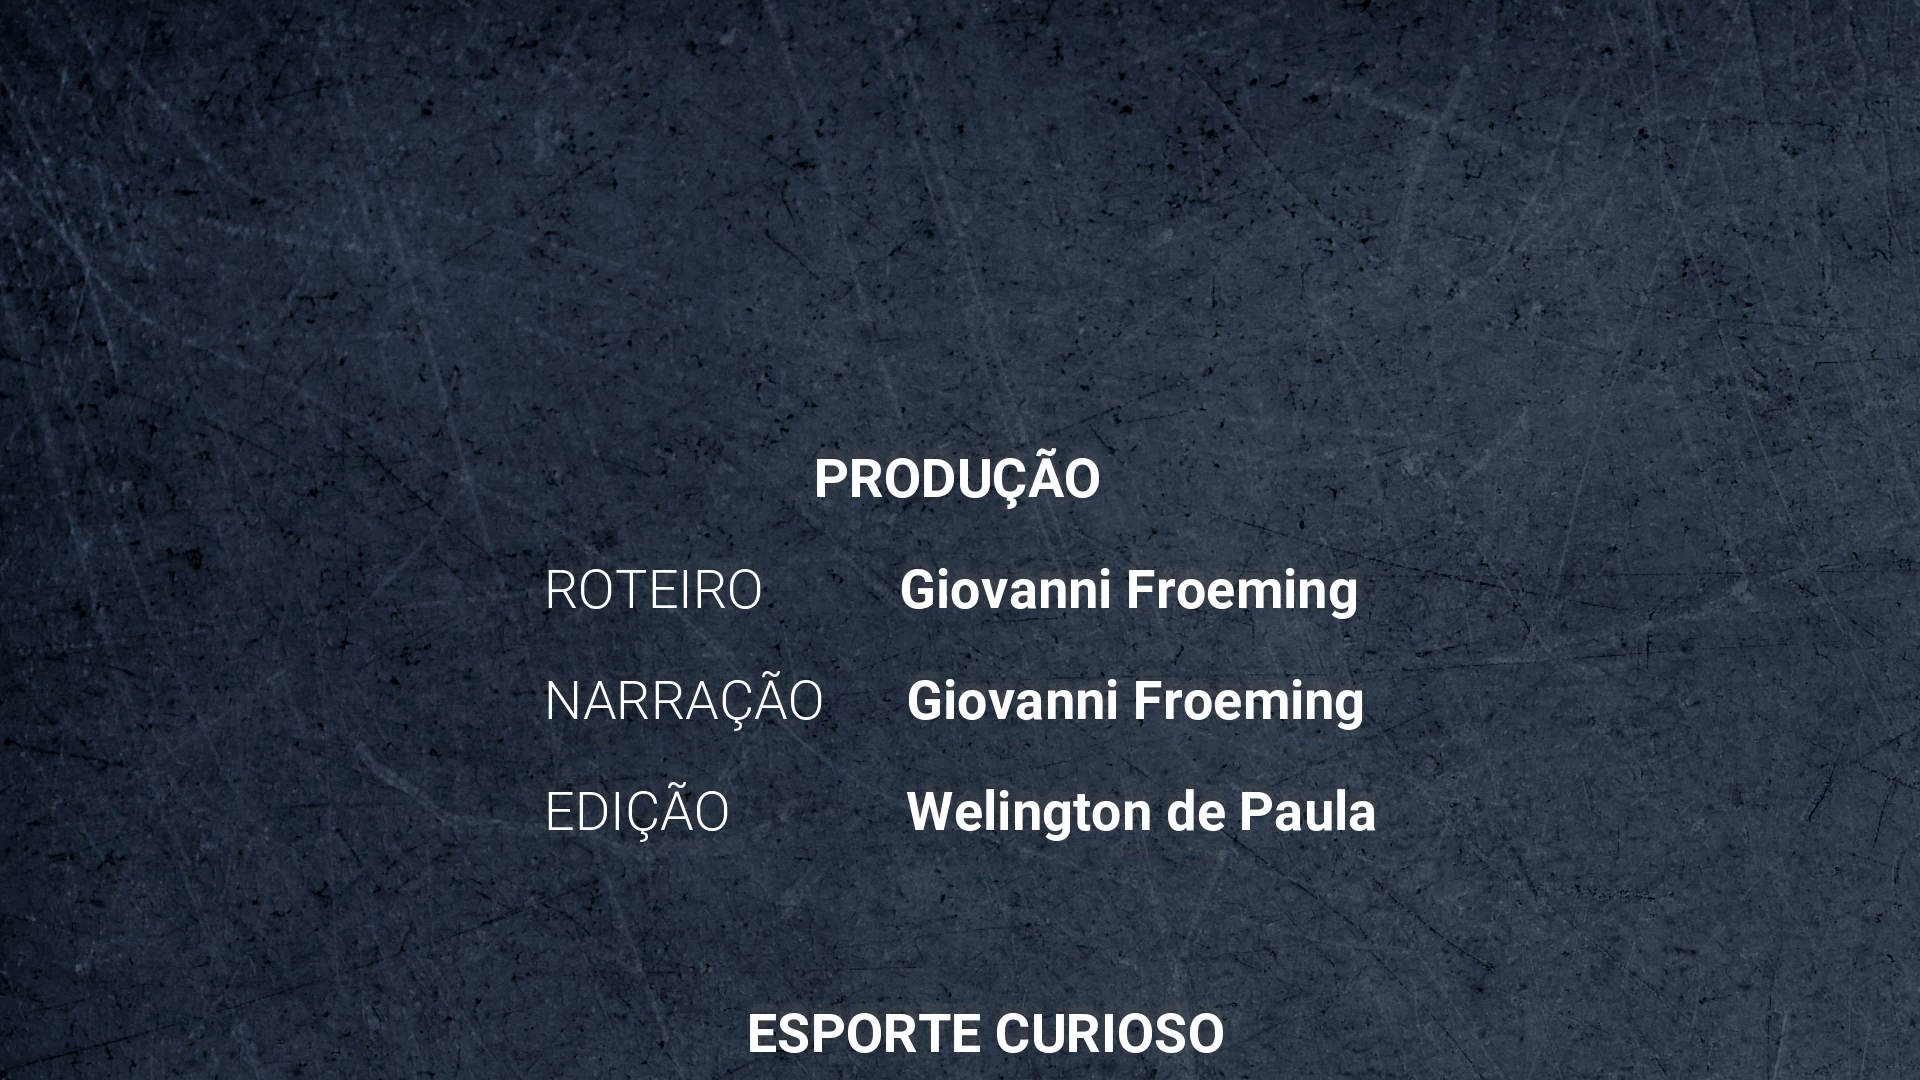 PRODUÇÃO
ROTEIRO Giovanni Froeming
NARRAÇÃO Giovanni Froeming
EDIÇÃO Welington de Paula
ESPORTE CURIOSO